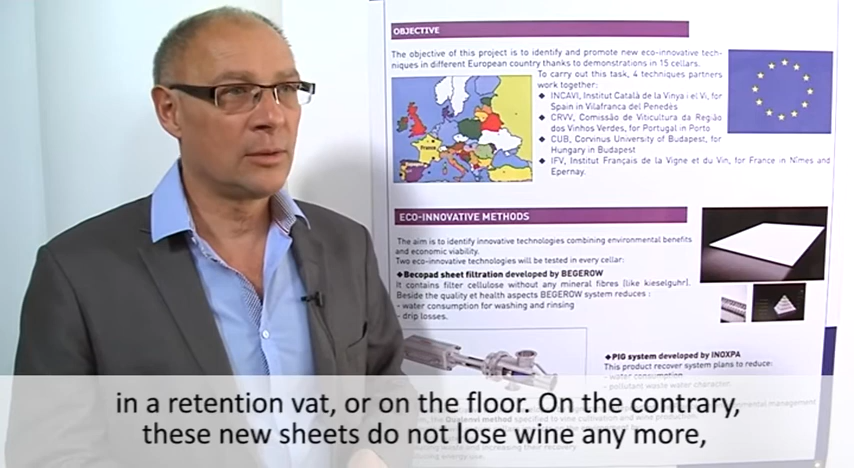 OBJECTIVE
The objective of this project is to identify and promote new eco-innovative tech-
niques in different European country thanks to demonstrations in 15 cellars.
To carry out this task, 4 techniques partners
work together:
◆ INCAVI, Institut Català de la Vinya i el Vi, for
Spain in Vilafranca del Penedès
◆ CRVV, Comissão de Viticultura da Região
dos Vinhos Verdes, for Portugal in Porto
◆ CUB, Corvinus University of Budapest, for
Hungary in Budapest
◆ IFV, Institut Français de la Vigne et du Vin, for France in Nîmes and
Epernay.
France
ECO-INNOVATIVE METHODS
The aim is to identify innovative technologies combining environmental benefits
and economic viability.
Two eco-innovative technologies will be tested in every cellar:
◆Becopad sheet filtration developed by BEGEROW
It contains filter cellulose without any mineral fibres (like kieselguhr).
Beside the quality et health aspects BEGEROW system reduces :
- water consumption for washing and rinsing
- drip losses.
◆PIG system developed by INOXPA
This product recover system plans to reduce:
- water consumption
- pollutant waste water
in a retention vat, or on the floor. On the contrary,
these new sheets do not lose wine any more,